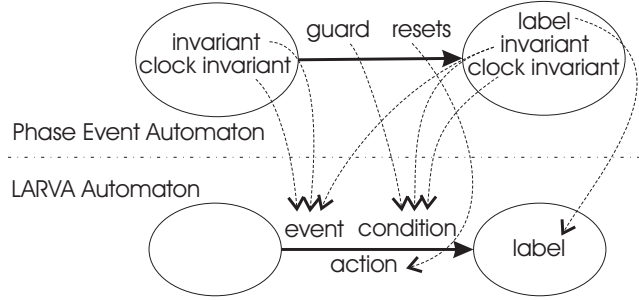 guard resets
invariant
clock invariant
label
invariant
clock invariant
Phase Event Automaton
LARVA Automaton
event condition
action
label